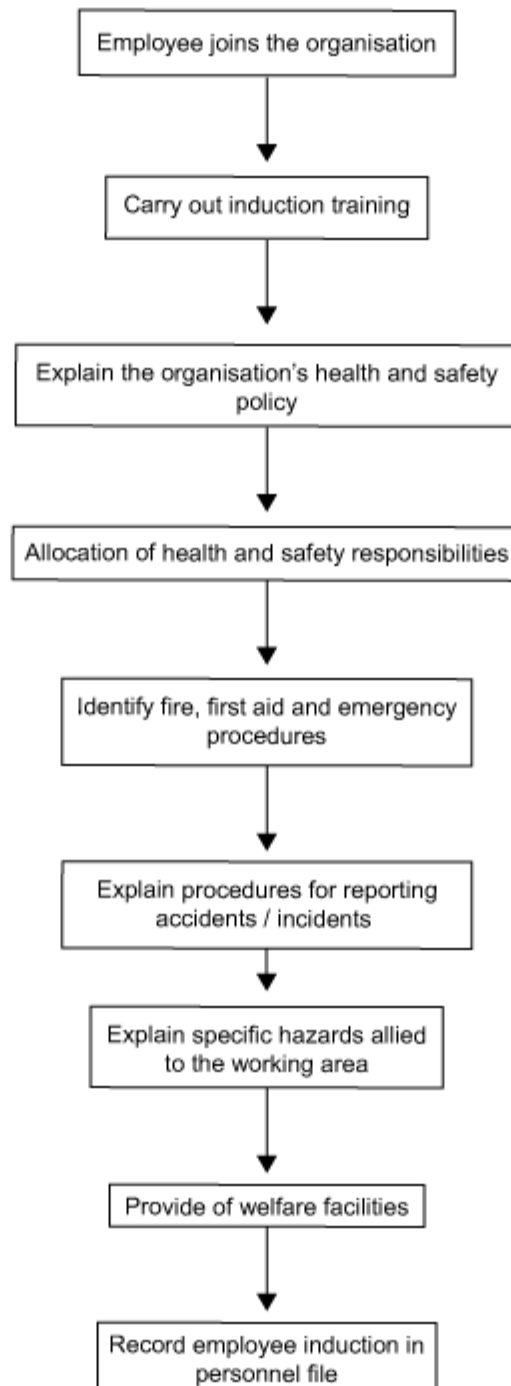 Employee joins the organisation
Carry out induction training
Explain the organisation's health and safety
policy
Allocation of health and safety responsibilities
Identify fire, first aid and emergency
procedures
Explain procedures for reporting
accidents / incidents
Explain specific hazards allied
to the working area
Provide of welfare facilities
Record employee induction in
personnel file